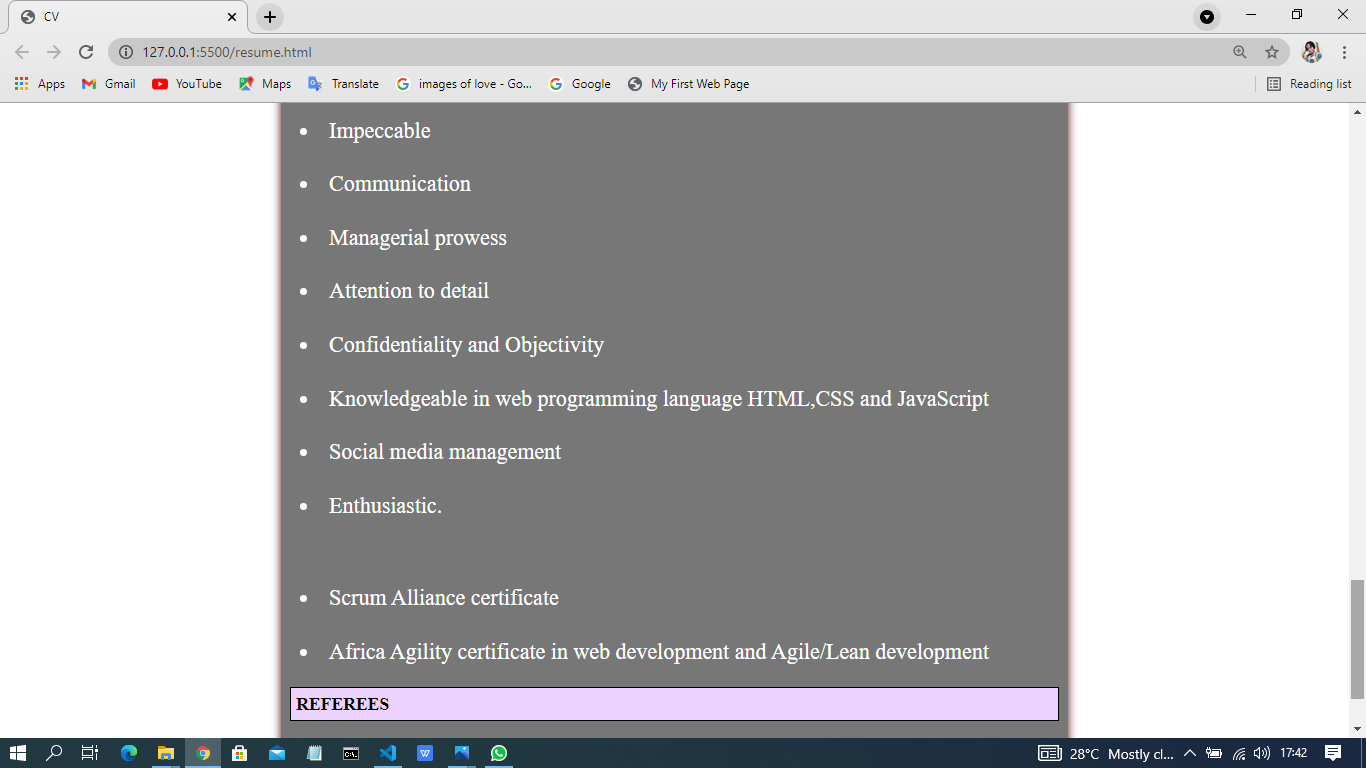 CV
127.0.0.1:5500/resume.html
Apps Gmail YouTube Maps Translate images of love - Go... Google My First Web Page Reading list
• Impeccable
• Communication
• Managerial prowess
• Attention to detail
• Confidentiality and Objectivity
• Knowledgeable in web programming language HTML,CSS and JavaScript
• Social media management
• Enthusiastic.
• Scrum Alliance certificate
• Africa Agility certificate in web development and Agile/Lean development
REFEREES
28°C Mostly cl... 17:42